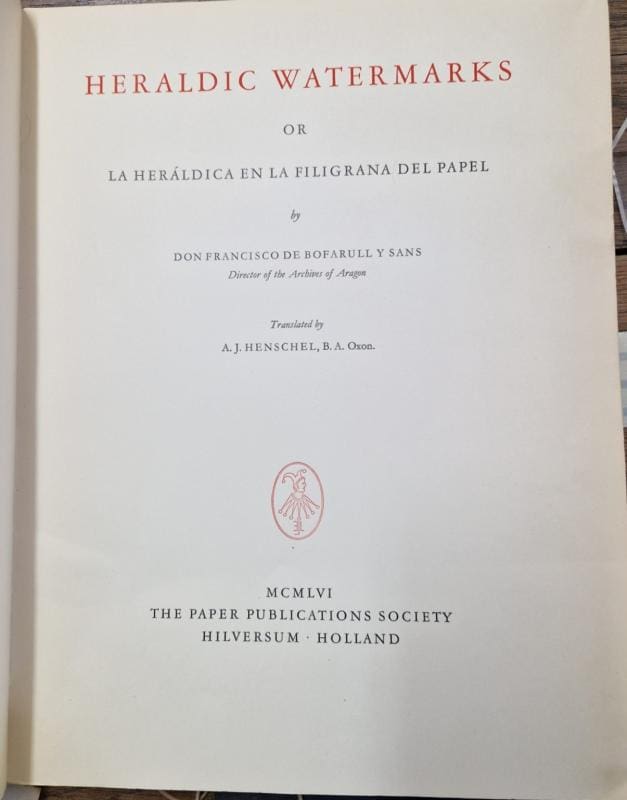 HERALDIC WATERMARKS
OR
LA HERÁLDICA EN LA FILIGRANA DEL PAPEL
by
DON FRANCISCO DE BOFARULL Y SANS
Director of the Archives of Aragon
Translated by
A. J. HENSCHEL, B. A. Oxon.
MCMLVI
THE PAPER PUBLICATIONS SOCIETY
HILVERSUM · HOLLAND